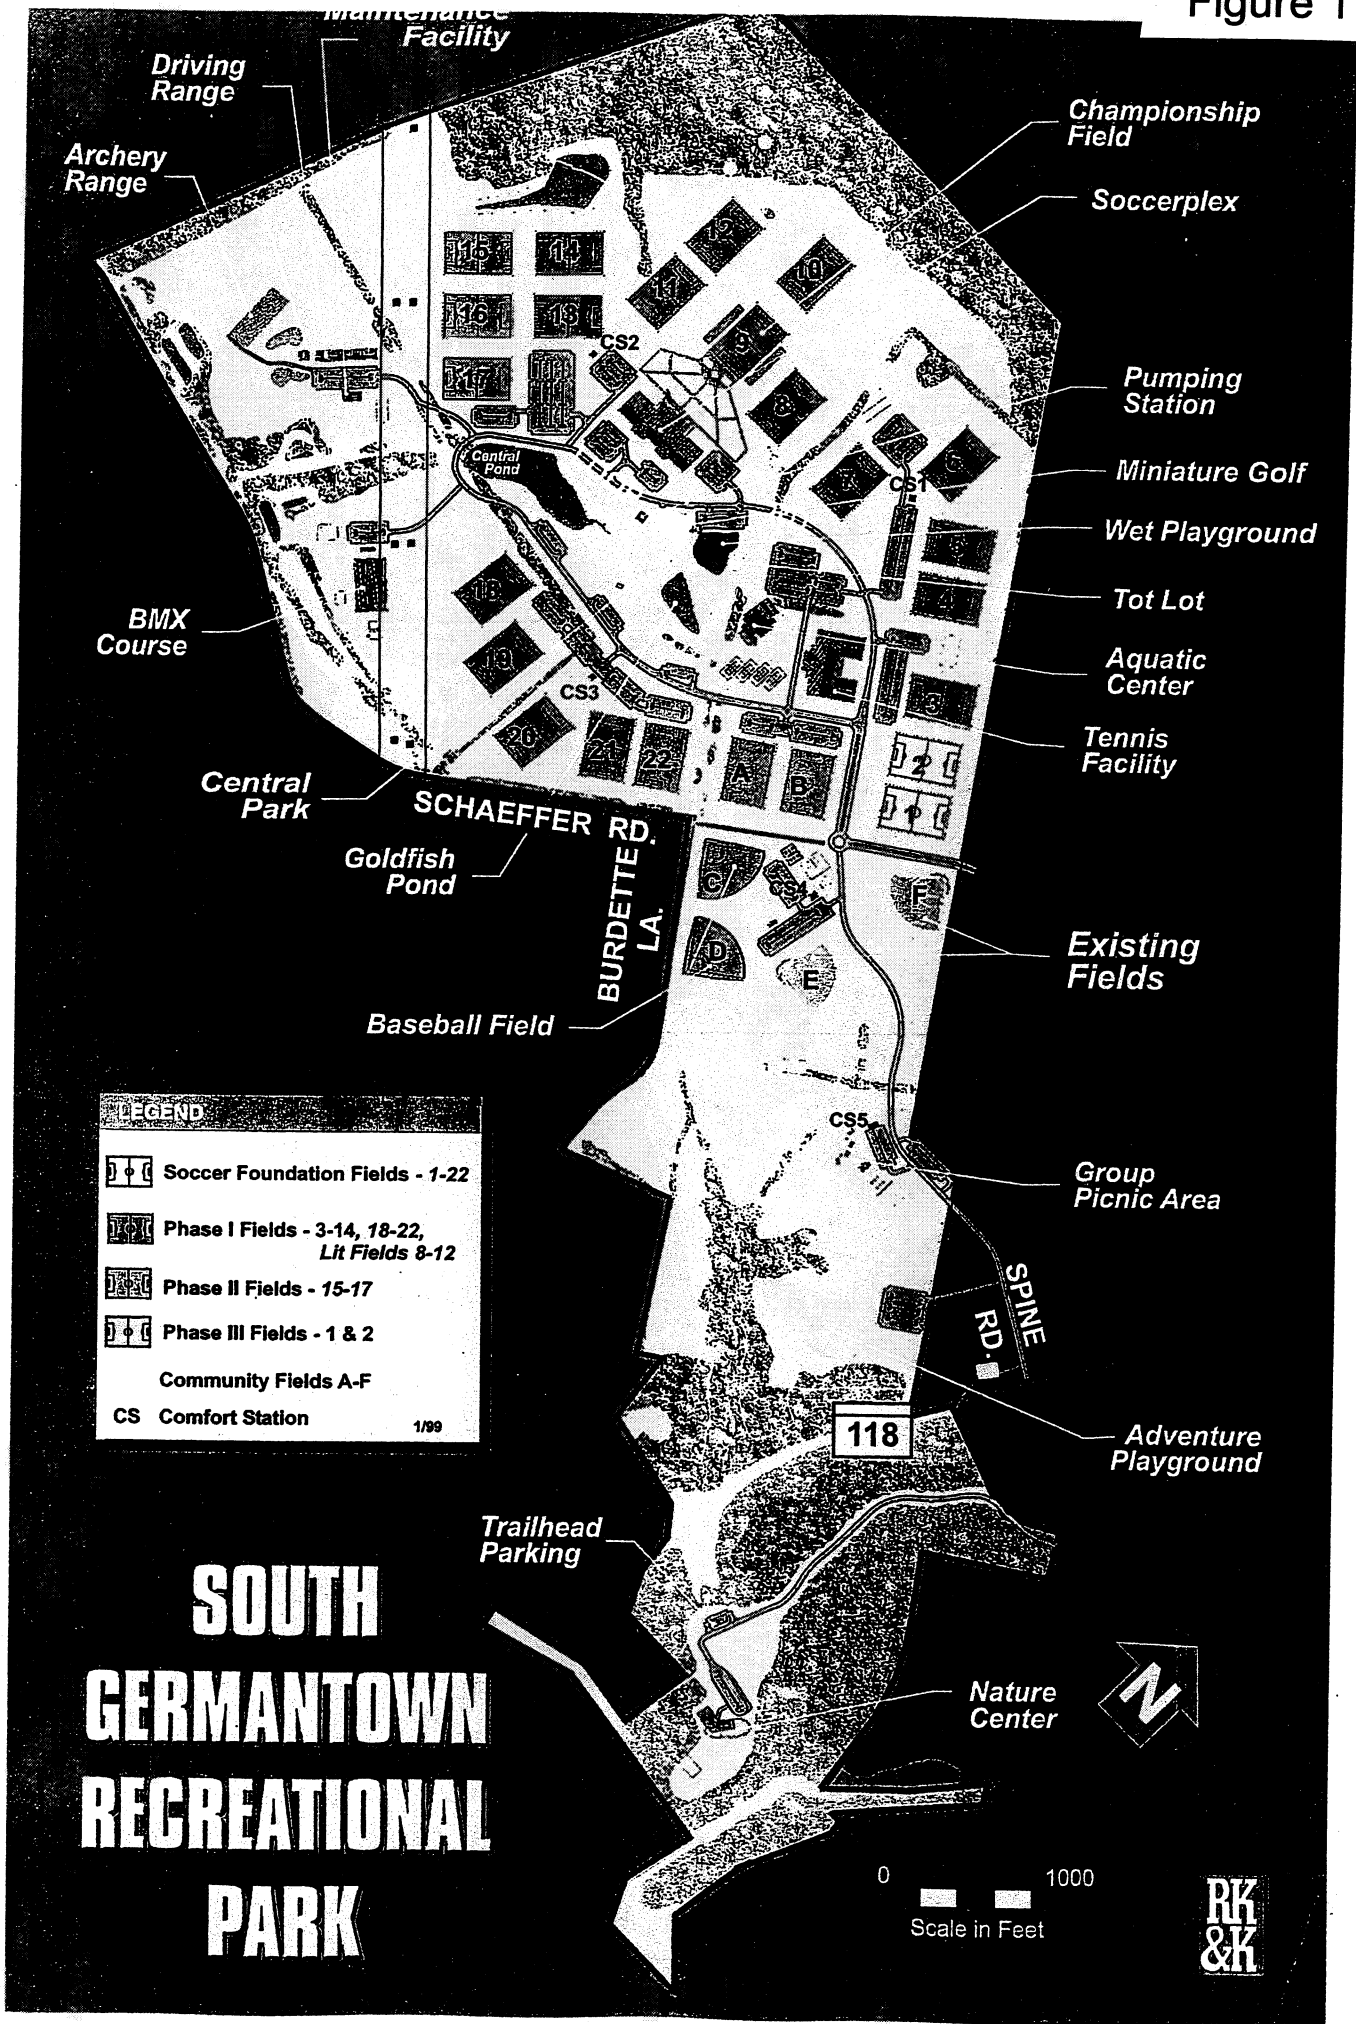 Figure 1
Maintenance
Facility
Driving
Range
Archery
Range
Championship
Field
Soccerplex
Pumping
Station
Miniature Golf
Wet Playground
Tot Lot
Aquatic
Center
Tennis
Facility
BMX
Course
Central
Park
Goldfish
Pond
Baseball Field
Existing
Fields
Group
Picnic Area
Adventure
Playground
Trailhead
Parking
Nature
Center
SCHAEFFER RD.
BURDETTE
LA.
SPINE
RD.
118
Central
Pond
CS2
CS1
CS3
CS4
CS5
12
10
11
15
14
16
13
17
9
8
7
6
5
4
3
2
1
18
19
20
21
22
A
B
C
D
E
F
LEGEND
Soccer Foundation Fields - 1-22
Phase I Fields - 3-14, 18-22,
Lit Fields 8-12
Phase II Fields - 15-17
Phase III Fields - 1 & 2
Community Fields A-F
CS Comfort Station 1/99
SOUTH
GERMANTOWN
RECREATIONAL
PARK
N
0 1000
Scale in Feet
RK
&K